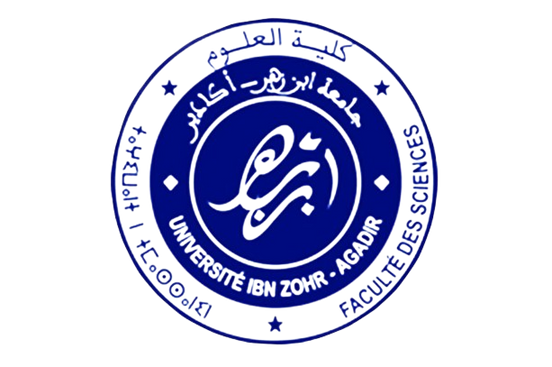 كلية العلوم
جامعة ابن زهر - أكادير
ابن زهر
UNIVERSITÉ IBN ZOHR - AGADIR
FACULTÉ DES SCIENCES